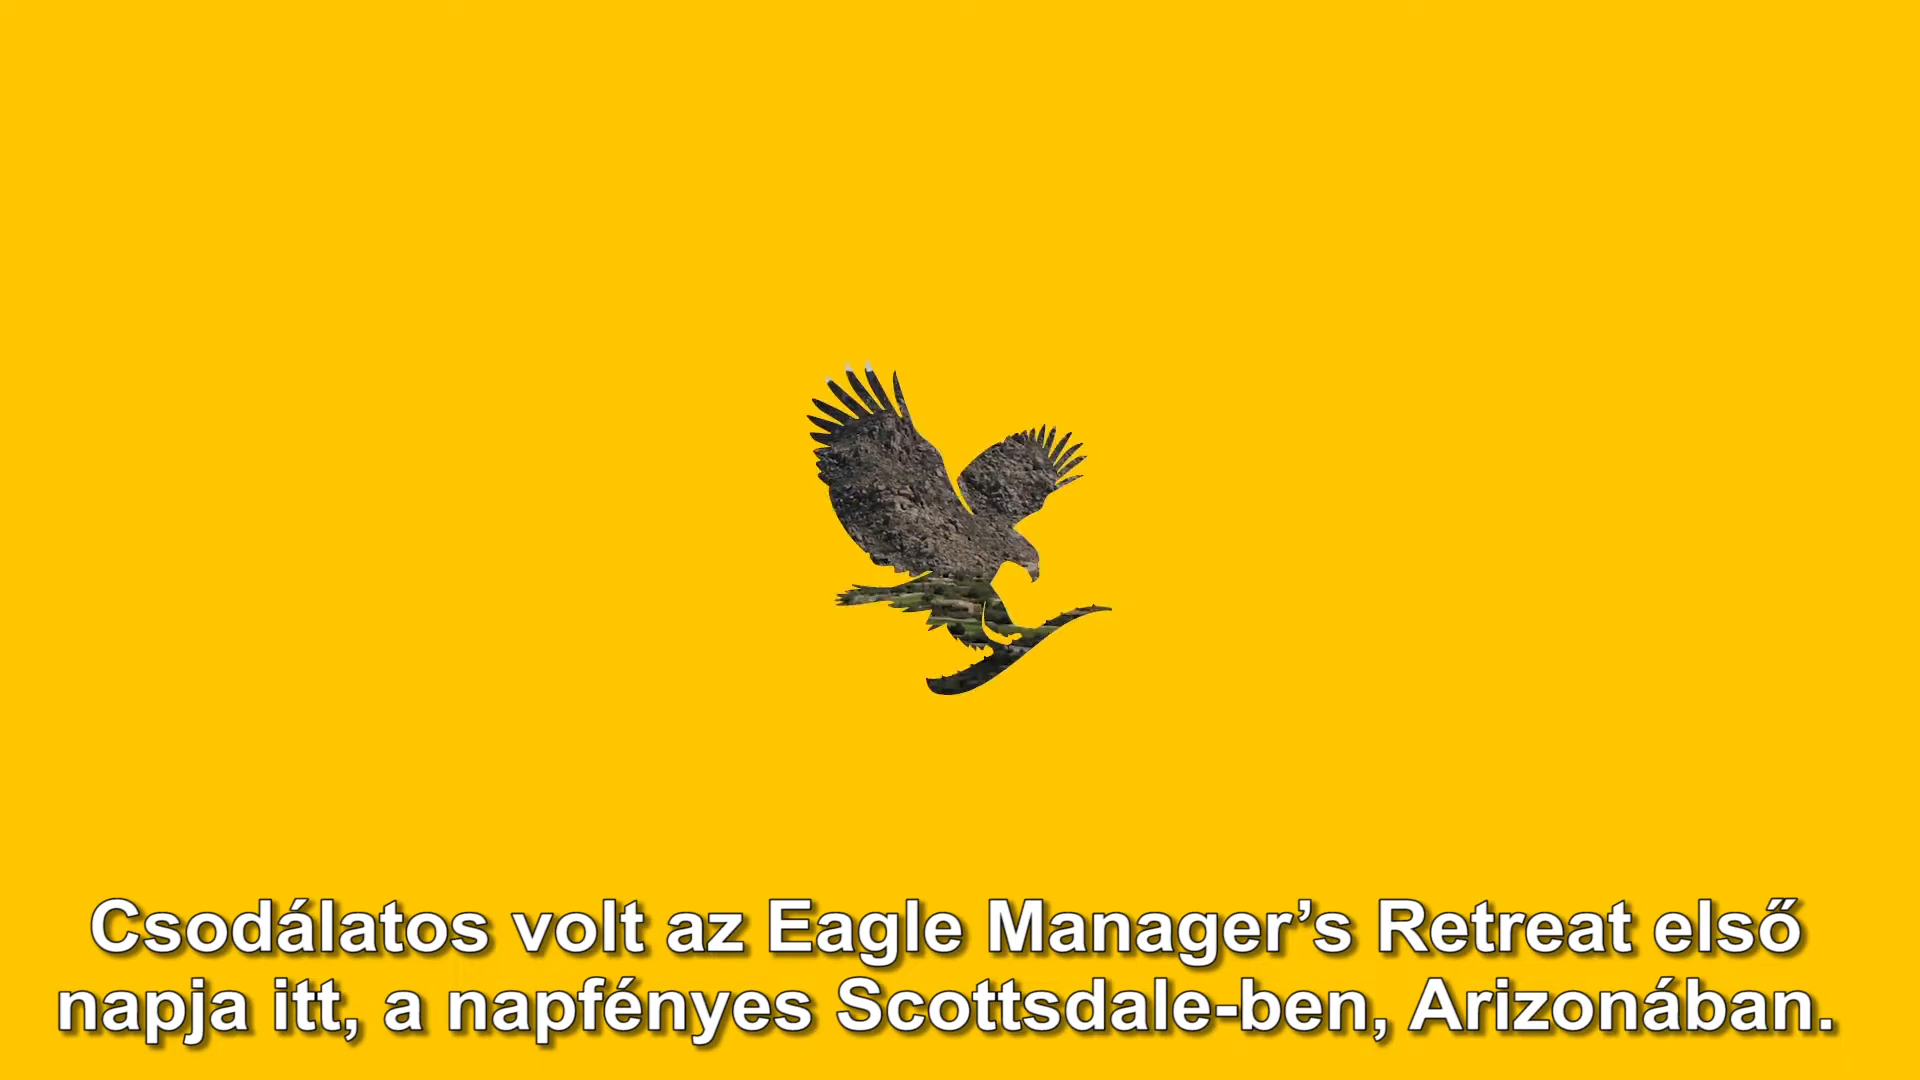 Csodálatos volt az Eagle Manager’s Retreat első
napja itt, a napfényes Scottsdale-ben, Arizonában.